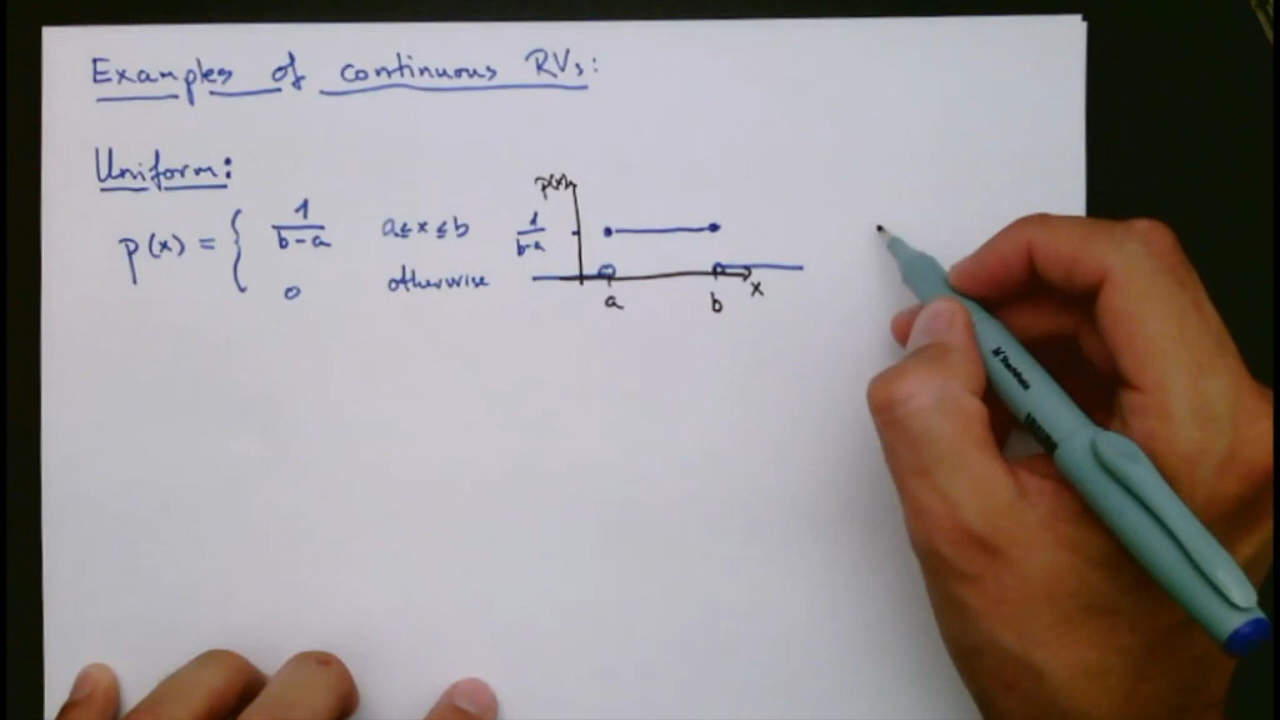 Examples of continuous RVs:
Uniform:
p(x) = { 1/(b-a) a≤x≤b
0 otherwise
p(x)
1/(b-a)
a b x